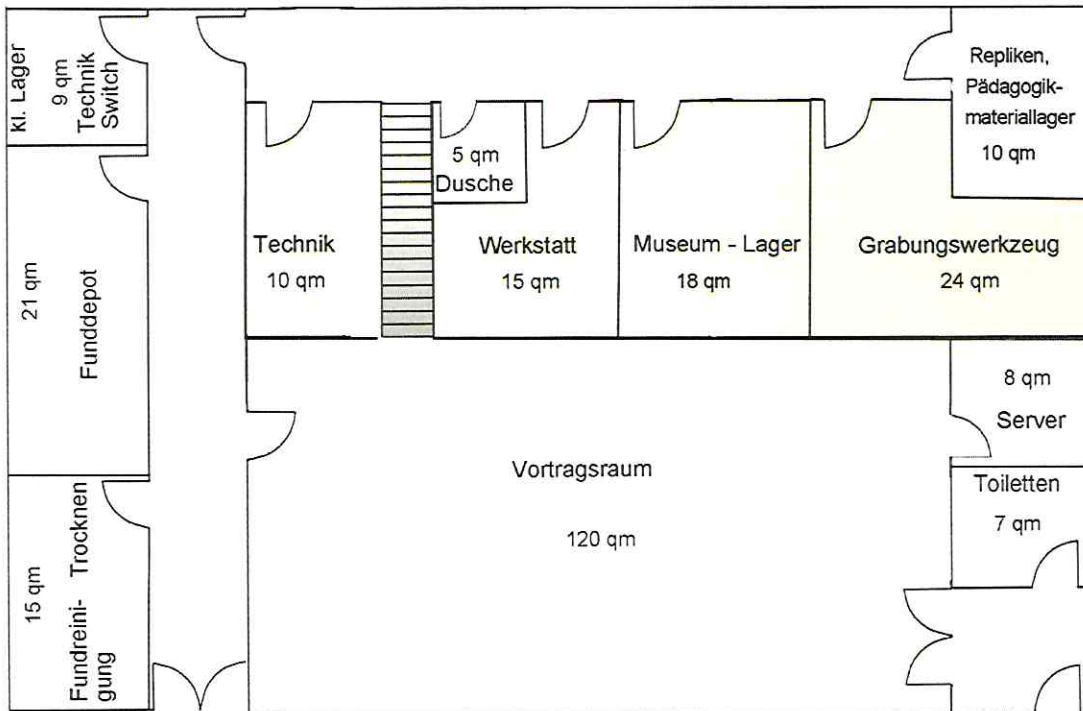 kl. Lager
9 qm
Technik
Switch
21 qm
Funddepot
15 qm
Fundreini-
gung
Trocknen
Technik
10 qm
5 qm
Dusche
Werkstatt
15 qm
Museum - Lager
18 qm
Grabungswerkzeug
24 qm
Repliken,
Pädagogik-
materiallager
10 qm
8 qm
Server
Toiletten
7 qm
Vortragsraum
120 qm